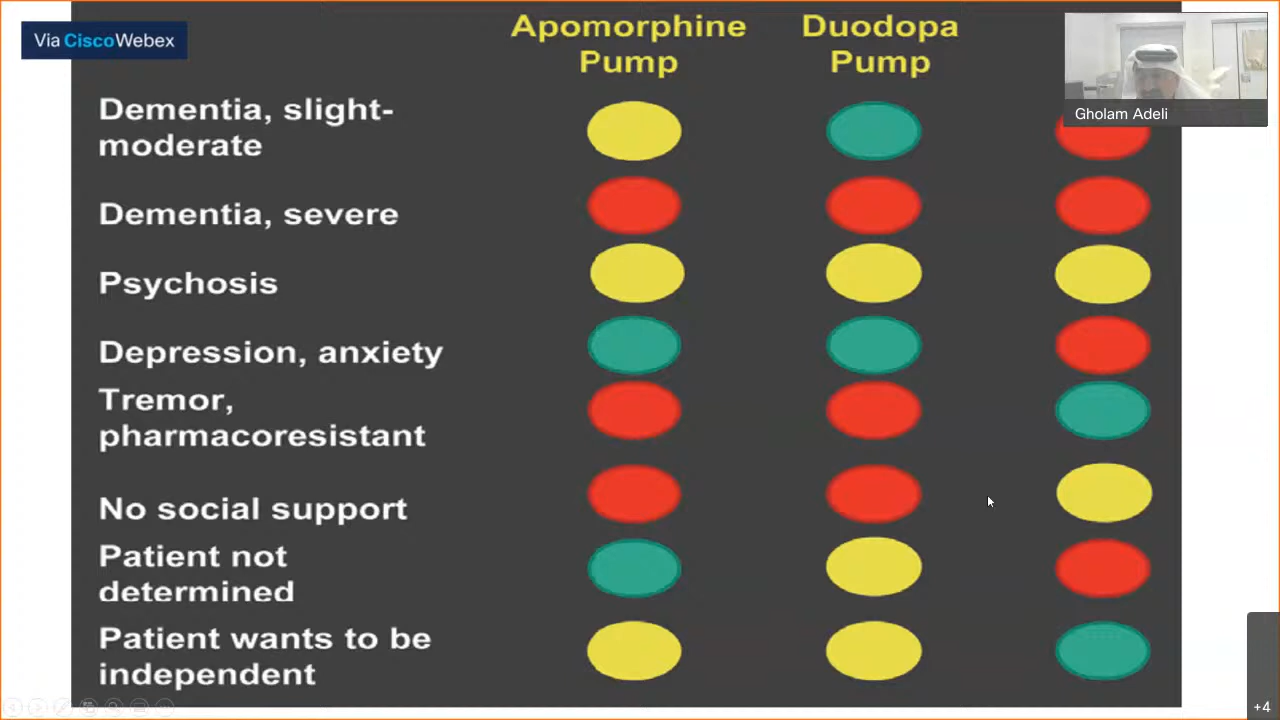 Via CiscoWebex
Apomorphine
Pump
Duodopa
Pump
Gholam Adeli
Dementia, slight-
moderate
Dementia, severe
Psychosis
Depression, anxiety
Tremor,
pharmacoresistant
No social support
Patient not
determined
Patient wants to be
independent
+4